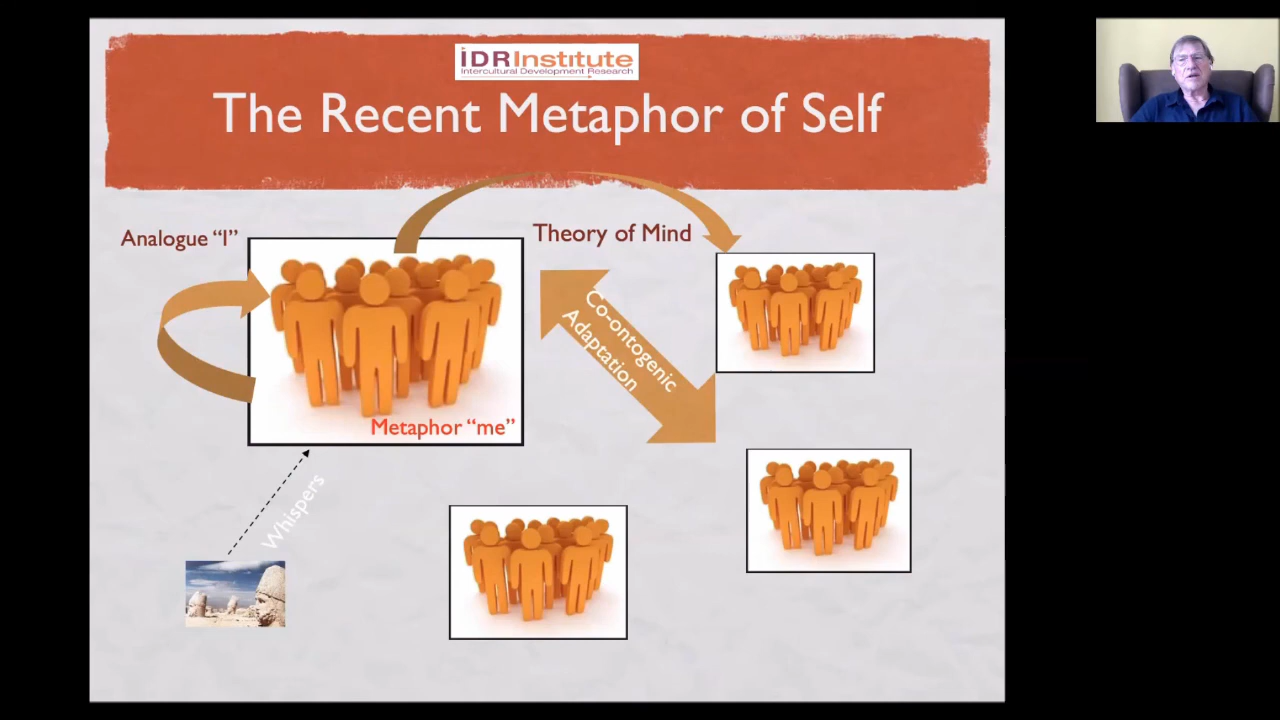 IDRInstitute
Intercultural Development Research
The Recent Metaphor of Self
Analogue “I”
Theory of Mind
Co-ontogenic
Adaptation
Metaphor “me”
Whispers